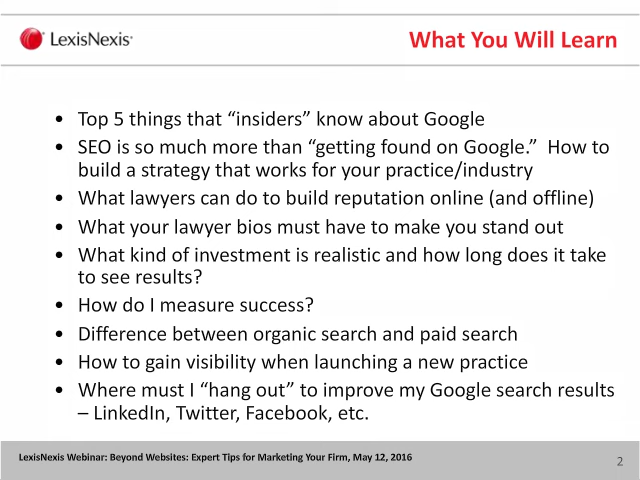 LexisNexis®
What You Will Learn
• Top 5 things that “insiders” know about Google
• SEO is so much more than “getting found on Google.”  How to
build a strategy that works for your practice/industry
• What lawyers can do to build reputation online (and offline)
• What your lawyer bios must have to make you stand out
• What kind of investment is realistic and how long does it take
to see results?
• How do I measure success?
• Difference between organic search and paid search
• How to gain visibility when launching a new practice
• Where must I “hang out” to improve my Google search results
– LinkedIn, Twitter, Facebook, etc.
LexisNexis Webinar: Beyond Websites: Expert Tips for Marketing Your Firm, May 12, 2016
2